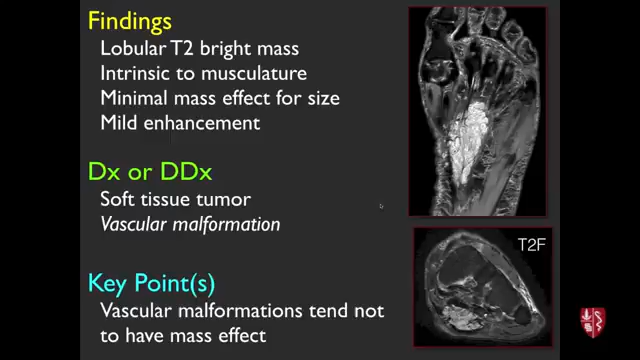 Findings
Lobular T2 bright mass
Intrinsic to musculature
Minimal mass effect for size
Mild enhancement
Dx or DDx
Soft tissue tumor
Vascular malformation
Key Point(s)
Vascular malformations tend not
to have mass effect
T2F